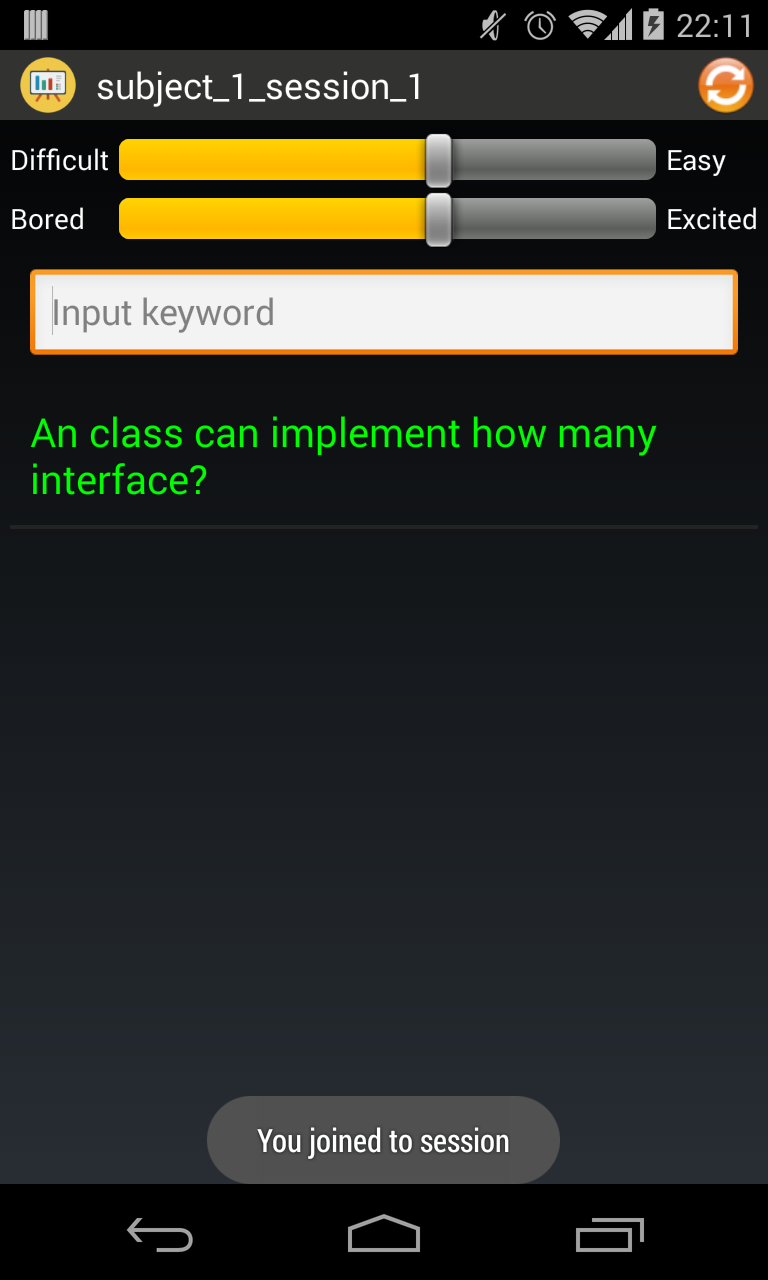 22:11
subject_1_session_1
Difficult Easy
Bored Excited
Input keyword
An class can implement how many
interface?
You joined to session